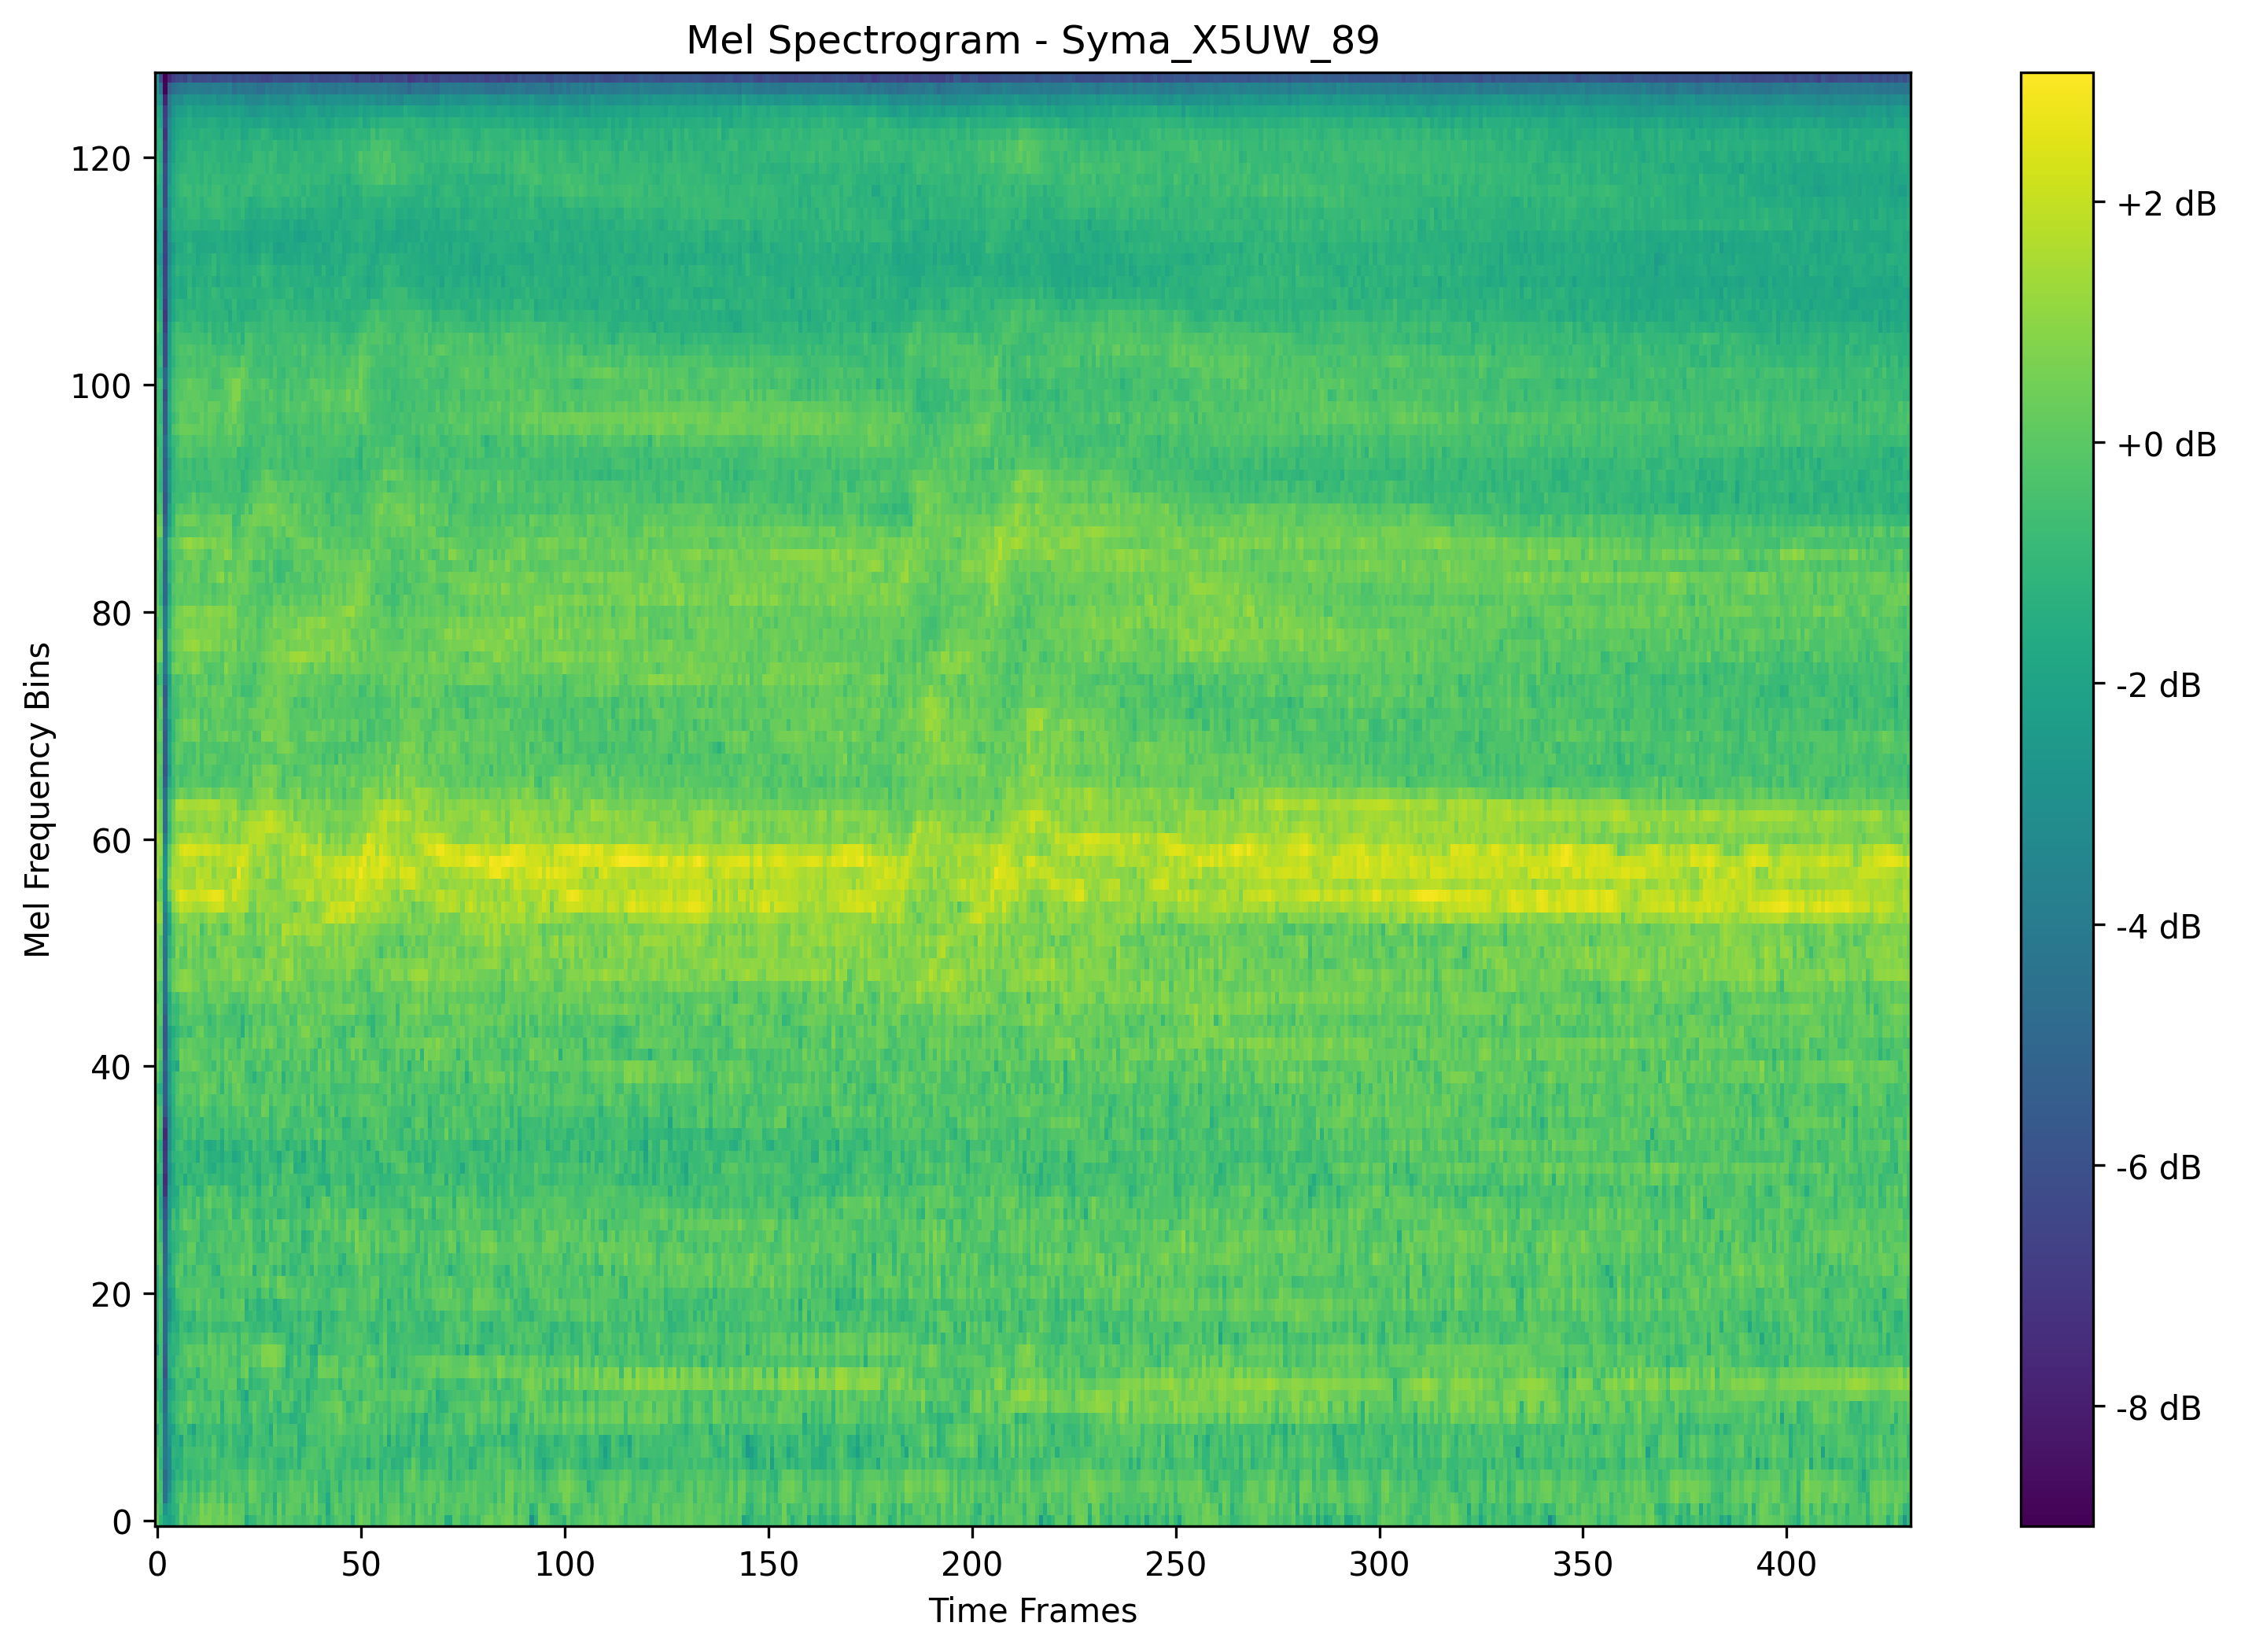 Mel Spectrogram - Syma_X5UW_89
Mel Frequency Bins
120
100
80
60
40
20
0
0 50 100 150 200 250 300 350 400
Time Frames
+2 dB
+0 dB
-2 dB
-4 dB
-6 dB
-8 dB